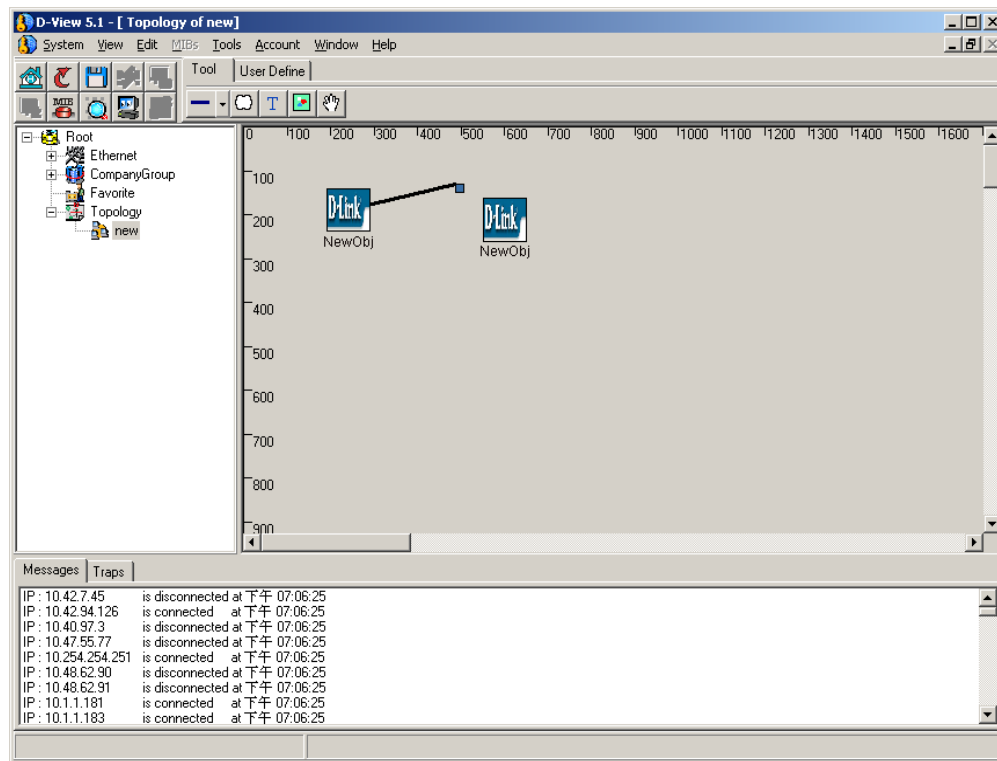 D-View 5.1 - [ Topology of new]
System View Edit MIBs Tools Account Window Help
Tool User Define
MIB
T
Root
Ethernet
CompanyGroup
Favorite
Topology
new
0 100 200 300 400 500 600 700 800 900 1000 1100 1200 1300 1400 1500 1600
100
200
300
400
500
600
700
800
900
D-Link
NewObj
D-Link
NewObj
Messages Traps
IP : 10.42.7.45 is disconnected at 下午 07:06:25
IP : 10.42.94.126 is connected at 下午 07:06:25
IP : 10.40.97.3 is disconnected at 下午 07:06:25
IP : 10.47.55.77 is disconnected at 下午 07:06:25
IP : 10.254.254.251 is connected at 下午 07:06:25
IP : 10.48.62.90 is disconnected at 下午 07:06:25
IP : 10.48.62.91 is disconnected at 下午 07:06:25
IP : 10.1.1.181 is connected at 下午 07:06:25
IP : 10.1.1.183 is connected at 下午 07:06:25